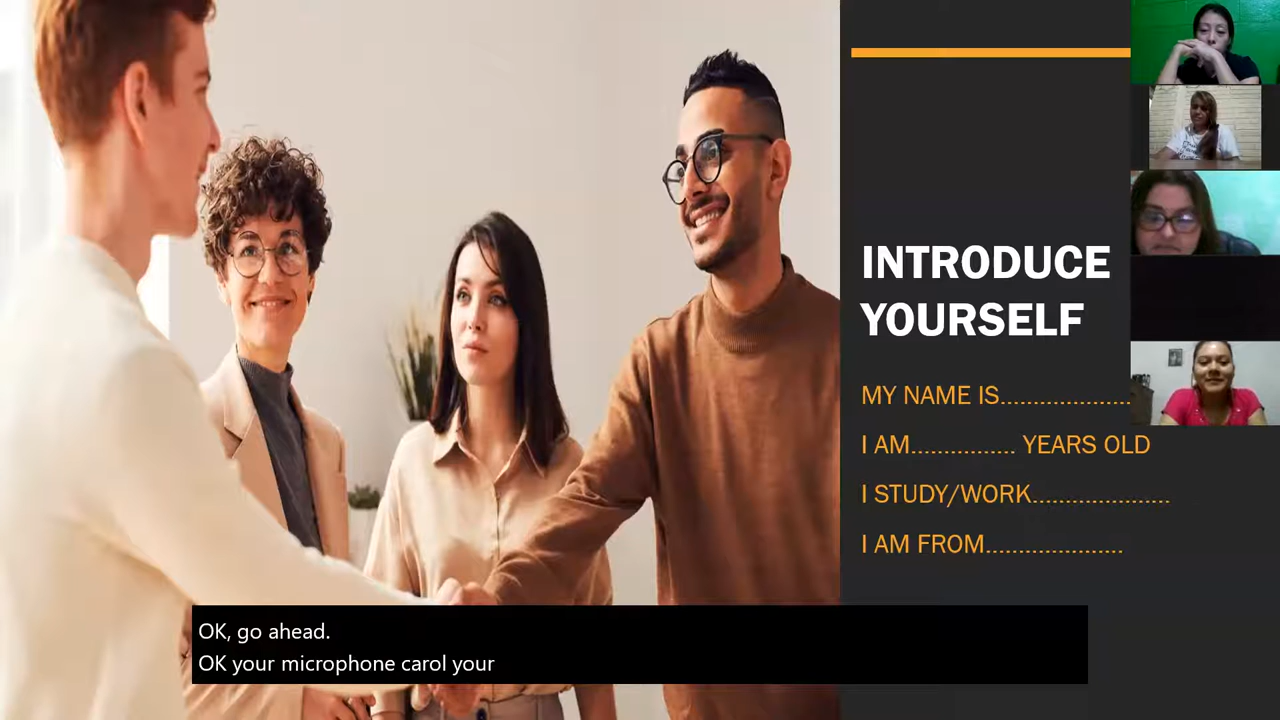 INTRODUCE
YOURSELF
MY NAME IS....................
I AM................ YEARS OLD
I STUDY/WORK.....................
I AM FROM.....................
OK, go ahead.
OK your microphone carol your